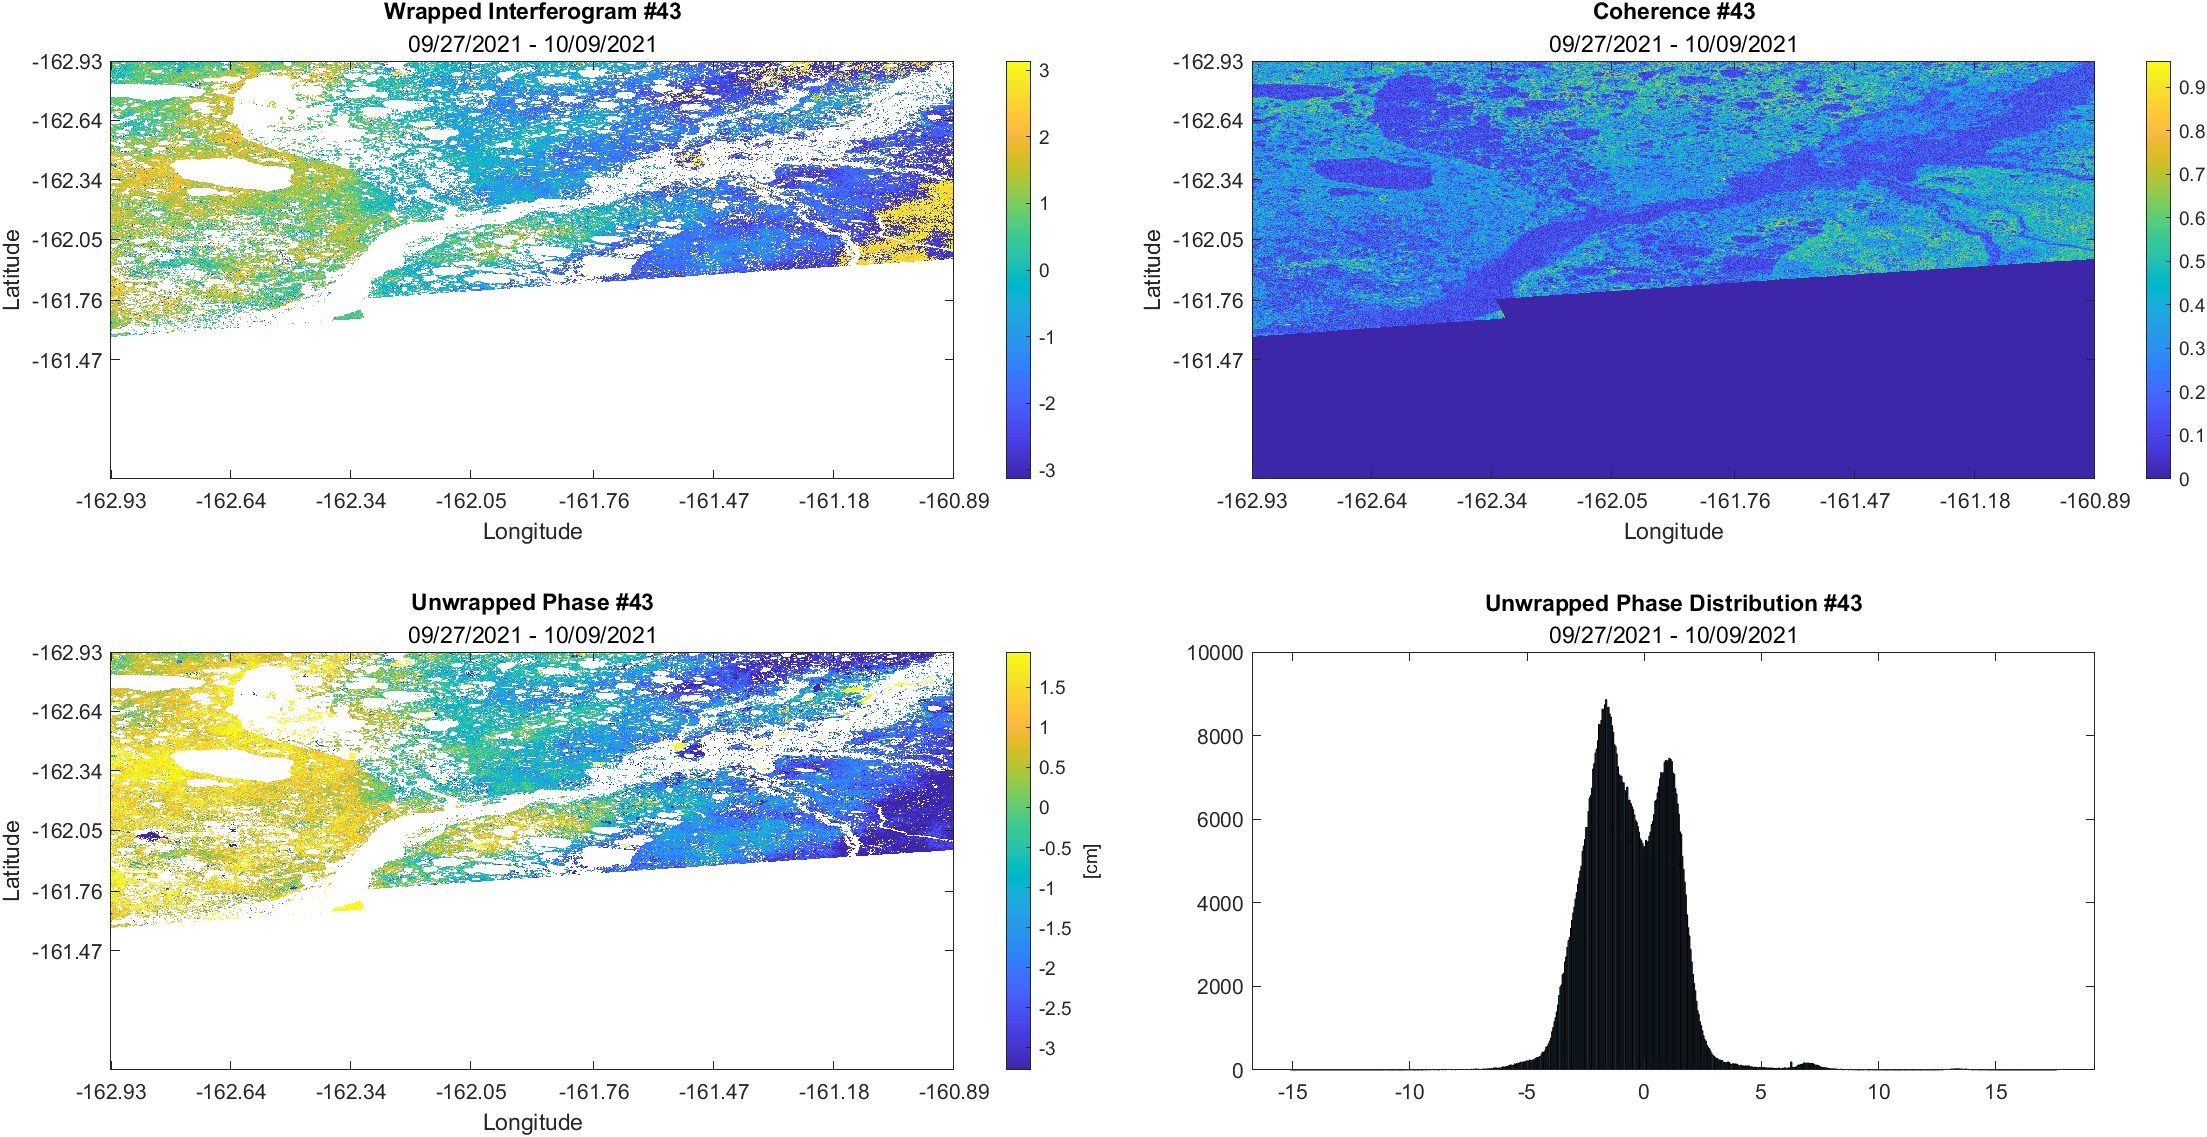 Wrapped Interferogram #43
09/27/2021 - 10/09/2021
-162.93
-162.64
-162.34
-162.05
-161.76
-161.47
Latitude
-162.93 -162.64 -162.34 -162.05 -161.76 -161.47 -161.18 -160.89
Longitude
3
2
1
0
-1
-2
-3
Coherence #43
09/27/2021 - 10/09/2021
-162.93
-162.64
-162.34
-162.05
-161.76
-161.47
Latitude
-162.93 -162.64 -162.34 -162.05 -161.76 -161.47 -161.18 -160.89
Longitude
0.9
0.8
0.7
0.6
0.5
0.4
0.3
0.2
0.1
0
Unwrapped Phase #43
09/27/2021 - 10/09/2021
-162.93
-162.64
-162.34
-162.05
-161.76
-161.47
Latitude
-162.93 -162.64 -162.34 -162.05 -161.76 -161.47 -161.18 -160.89
Longitude
1.5
1
0.5
0
-0.5
-1
-1.5
-2
-2.5
-3
[cm]
Unwrapped Phase Distribution #43
09/27/2021 - 10/09/2021
10000
8000
6000
4000
2000
0
-15 -10 -5 0 5 10 15